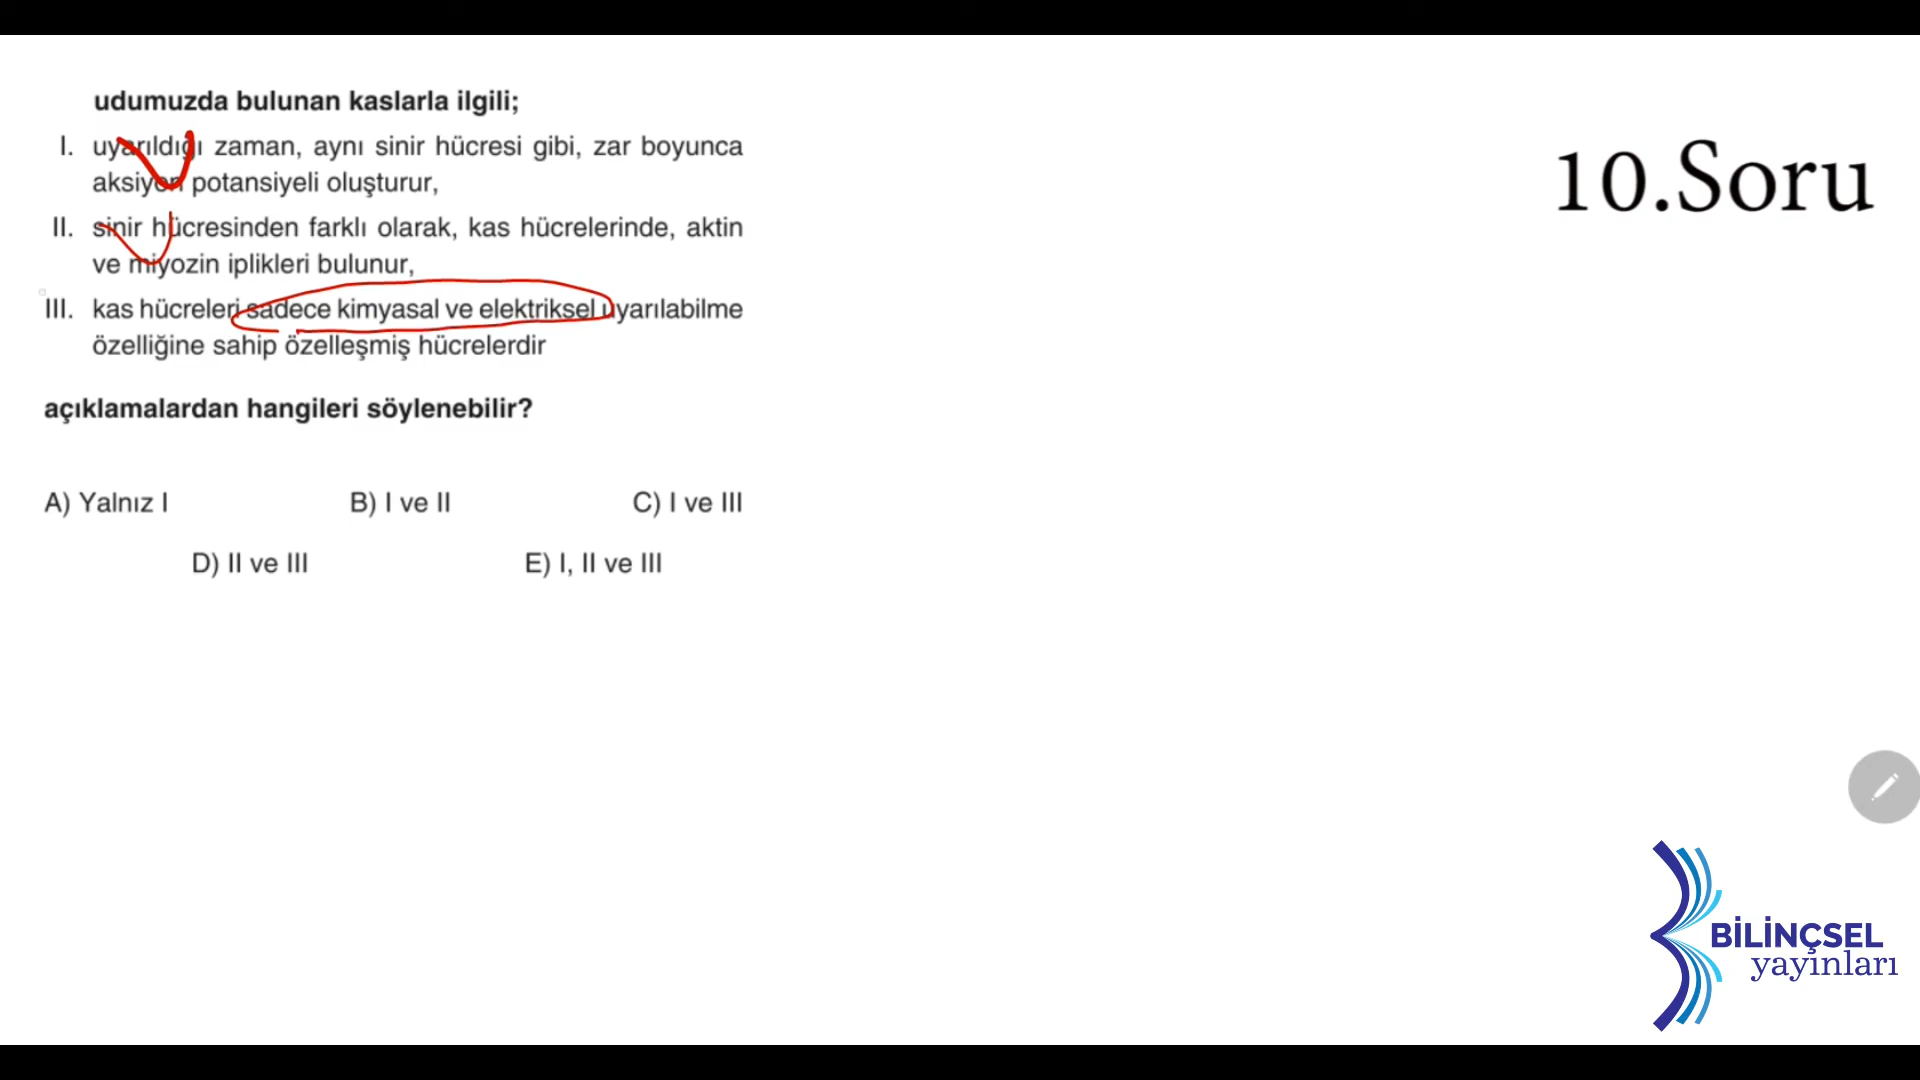 udumuzda bulunan kaslarla ilgili;
I. uyarıldığı zaman, aynı sinir hücresi gibi, zar boyunca
aksiyon potansiyeli oluşturur,
II. sinir hücresinden farklı olarak, kas hücrelerinde, aktin
ve miyozin iplikleri bulunur,
III. kas hücreleri sadece kimyasal ve elektriksel uyarılabilme
özelliğine sahip özelleşmiş hücrelerdir
açıklamalardan hangileri söylenebilir?
A) Yalnız I B) I ve II C) I ve III
D) II ve III E) I, II ve III
10.Soru
BİLİNÇSEL
yayınları